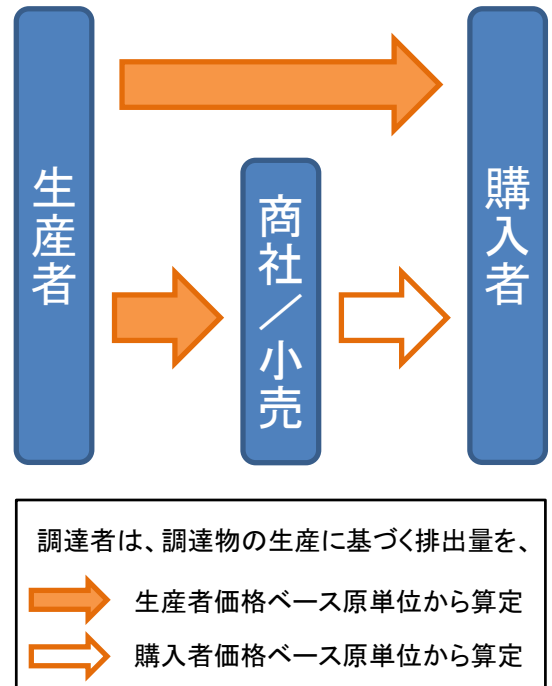 生産者
商社／小売
購入者
調達者は、調達物の生産に基づく排出量を、
生産者価格ベース原単位から算定
購入者価格ベース原単位から算定